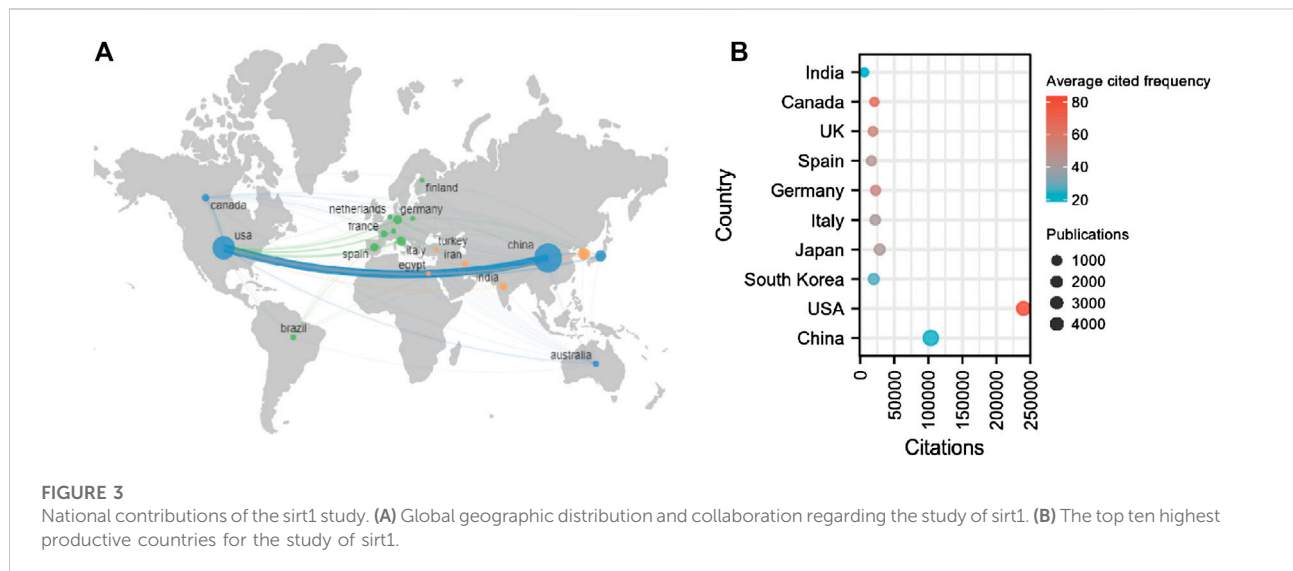 A
canada
usa
brazil
finland
netherlands
germany
france
spain
italy
turkey
iran
egypt
india
china
australia
B
Country
India
Canada
UK
Spain
Germany
Italy
Japan
South Korea
USA
China
0
50000
100000
150000
200000
250000
Citations
Average cited frequency
80
60
40
20
Publications
1000
2000
3000
4000
FIGURE 3
National contributions of the sirt1 study. (A) Global geographic distribution and collaboration regarding the study of sirt1. (B) The top ten highest
productive countries for the study of sirt1.